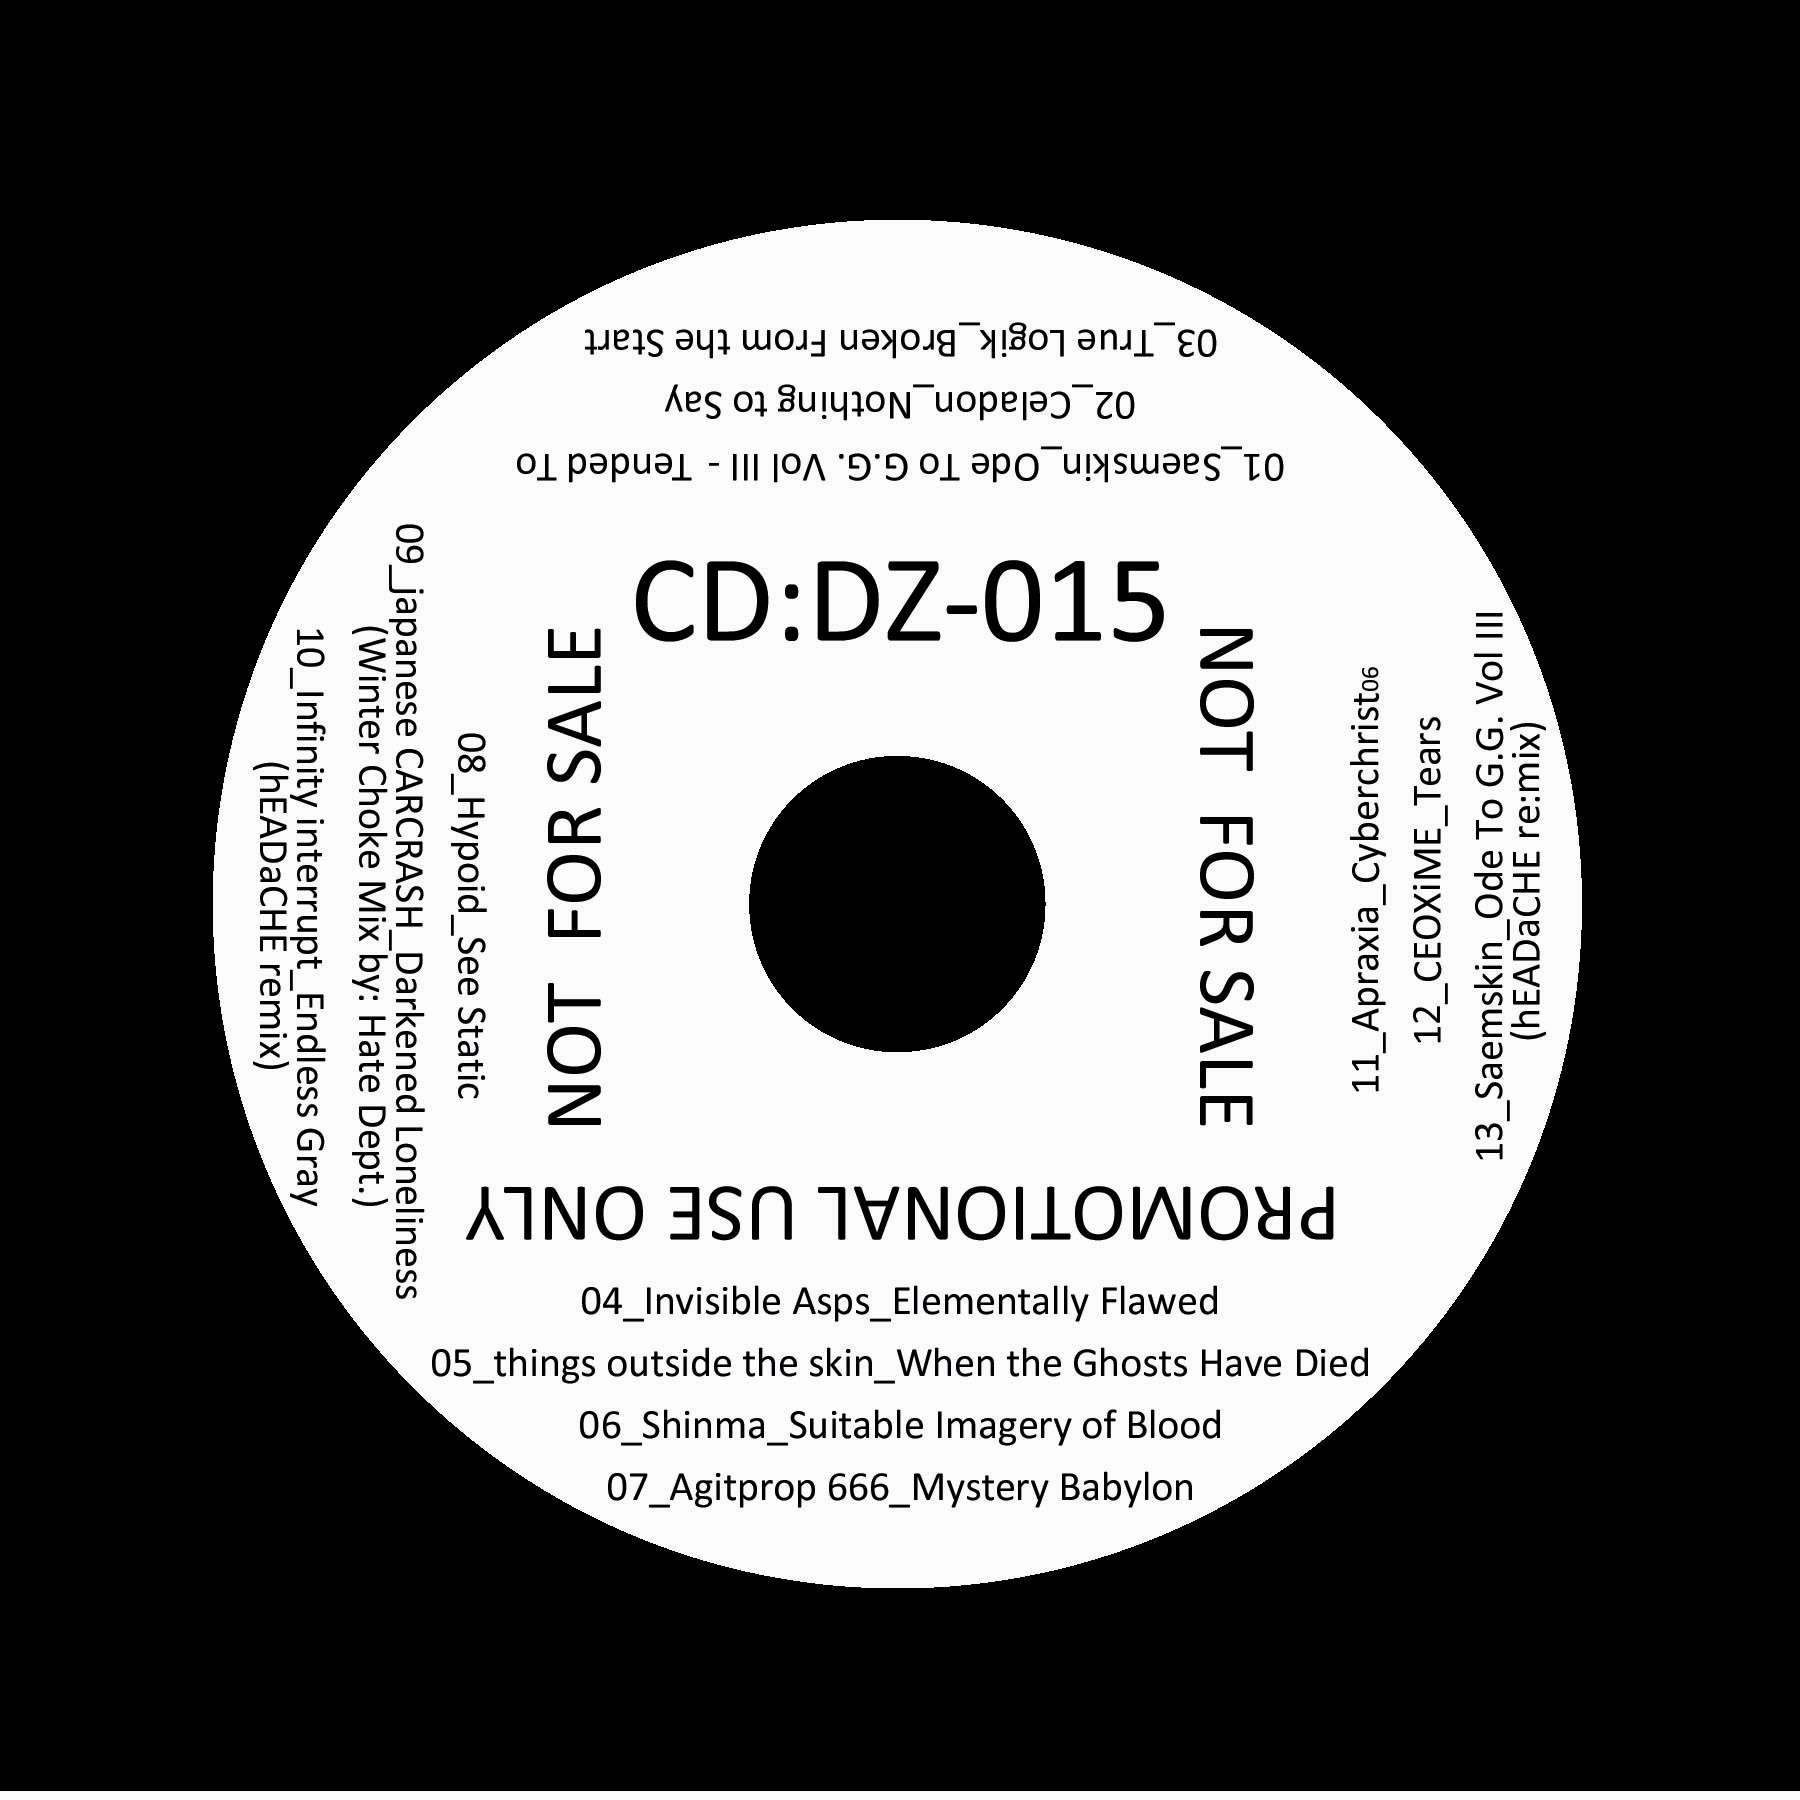 01_Saemskin_Ode To G.G. Vol III - Tended To
02_Celadon_Nothing to Say
03_True Logik_Broken From the Start
CD:DZ-015
NOT FOR SALE
NOT FOR SALE
PROMOTIONAL USE ONLY
04_Invisible Asps_Elementally Flawed
05_things outside the skin_When the Ghosts Have Died
06_Shinma_Suitable Imagery of Blood
07_Agitprop 666_Mystery Babylon
08_Hypoid_See Static
09_japanese CARCRASH_Darkened Loneliness
(Winter Choke Mix by: Hate Dept.)
10_Infinity interrupt_Endless Gray
(hEADaCHE remix)
11_Apraxia_Cyberchrist06
12_CEOXiME_Tears
13_Saemskin_Ode To G.G. Vol III
(hEADaCHE re:mix)